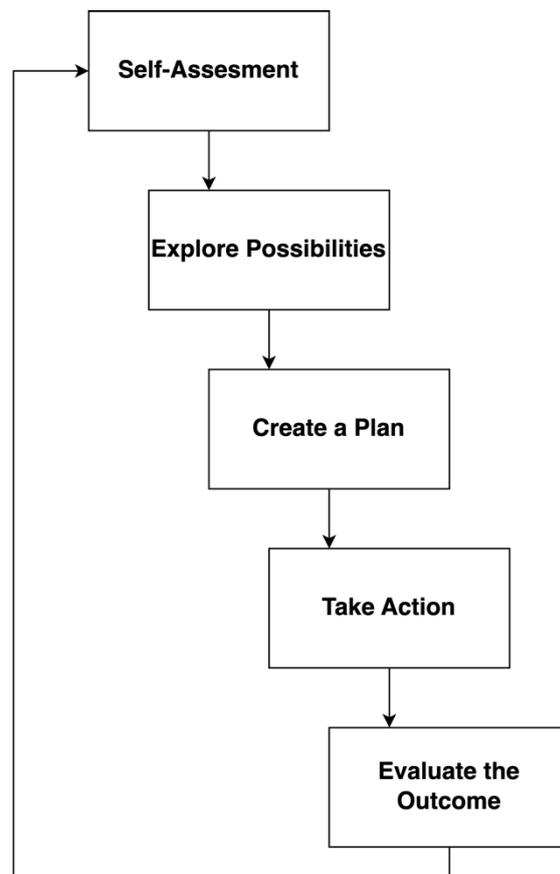 Self-Assesment
Explore Possibilities
Create a Plan
Take Action
Evaluate the
Outcome